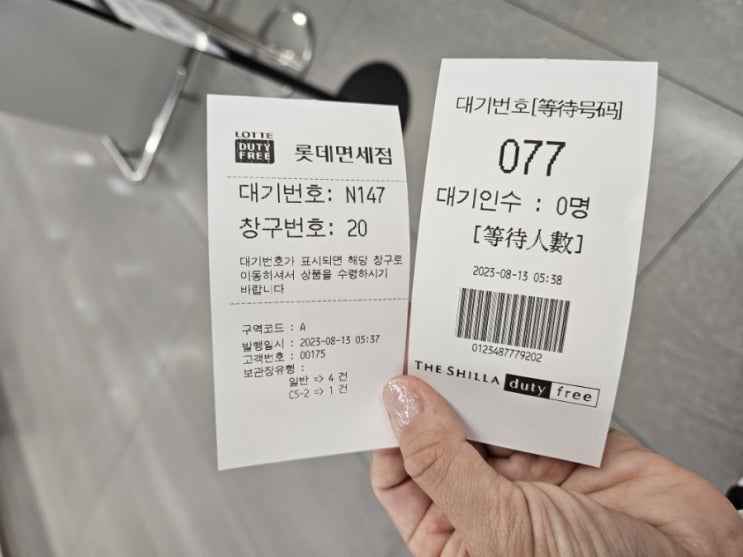 LOTTE
DUTY
FREE
롯데면세점
대기번호: N147
창구번호: 20
대기번호가 표시되면 해당 창구로
이동하셔서 상품을 수령하시기
바랍니다
구역코드 : A
발행일시 : 2023-08-13 05:37
고객번호 : 00175
보관장유형 :
일반 => 4 건
C5-2 => 1 건
대기번호[等待号码]
077
대기인수 : 0명
[等待人數]
2023-08-13 05:38
0123487779202
THE SHILLA duty free